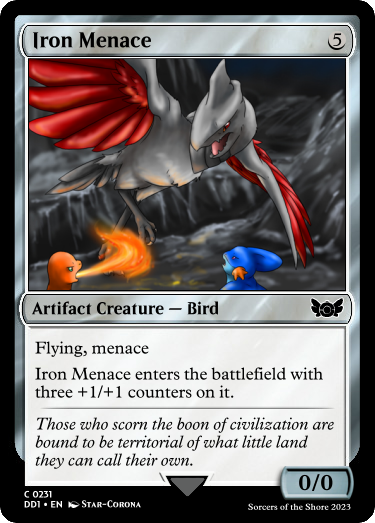 Iron Menace 5
Artifact Creature — Bird
Flying, menace
Iron Menace enters the battlefield with
three +1/+1 counters on it.
Those who scorn the boon of civilization are
bound to be territorial of what little land
they can call their own.
0/0
C 0231
DD1 • EN Star-Corona
Sorcers of the Shore 2023